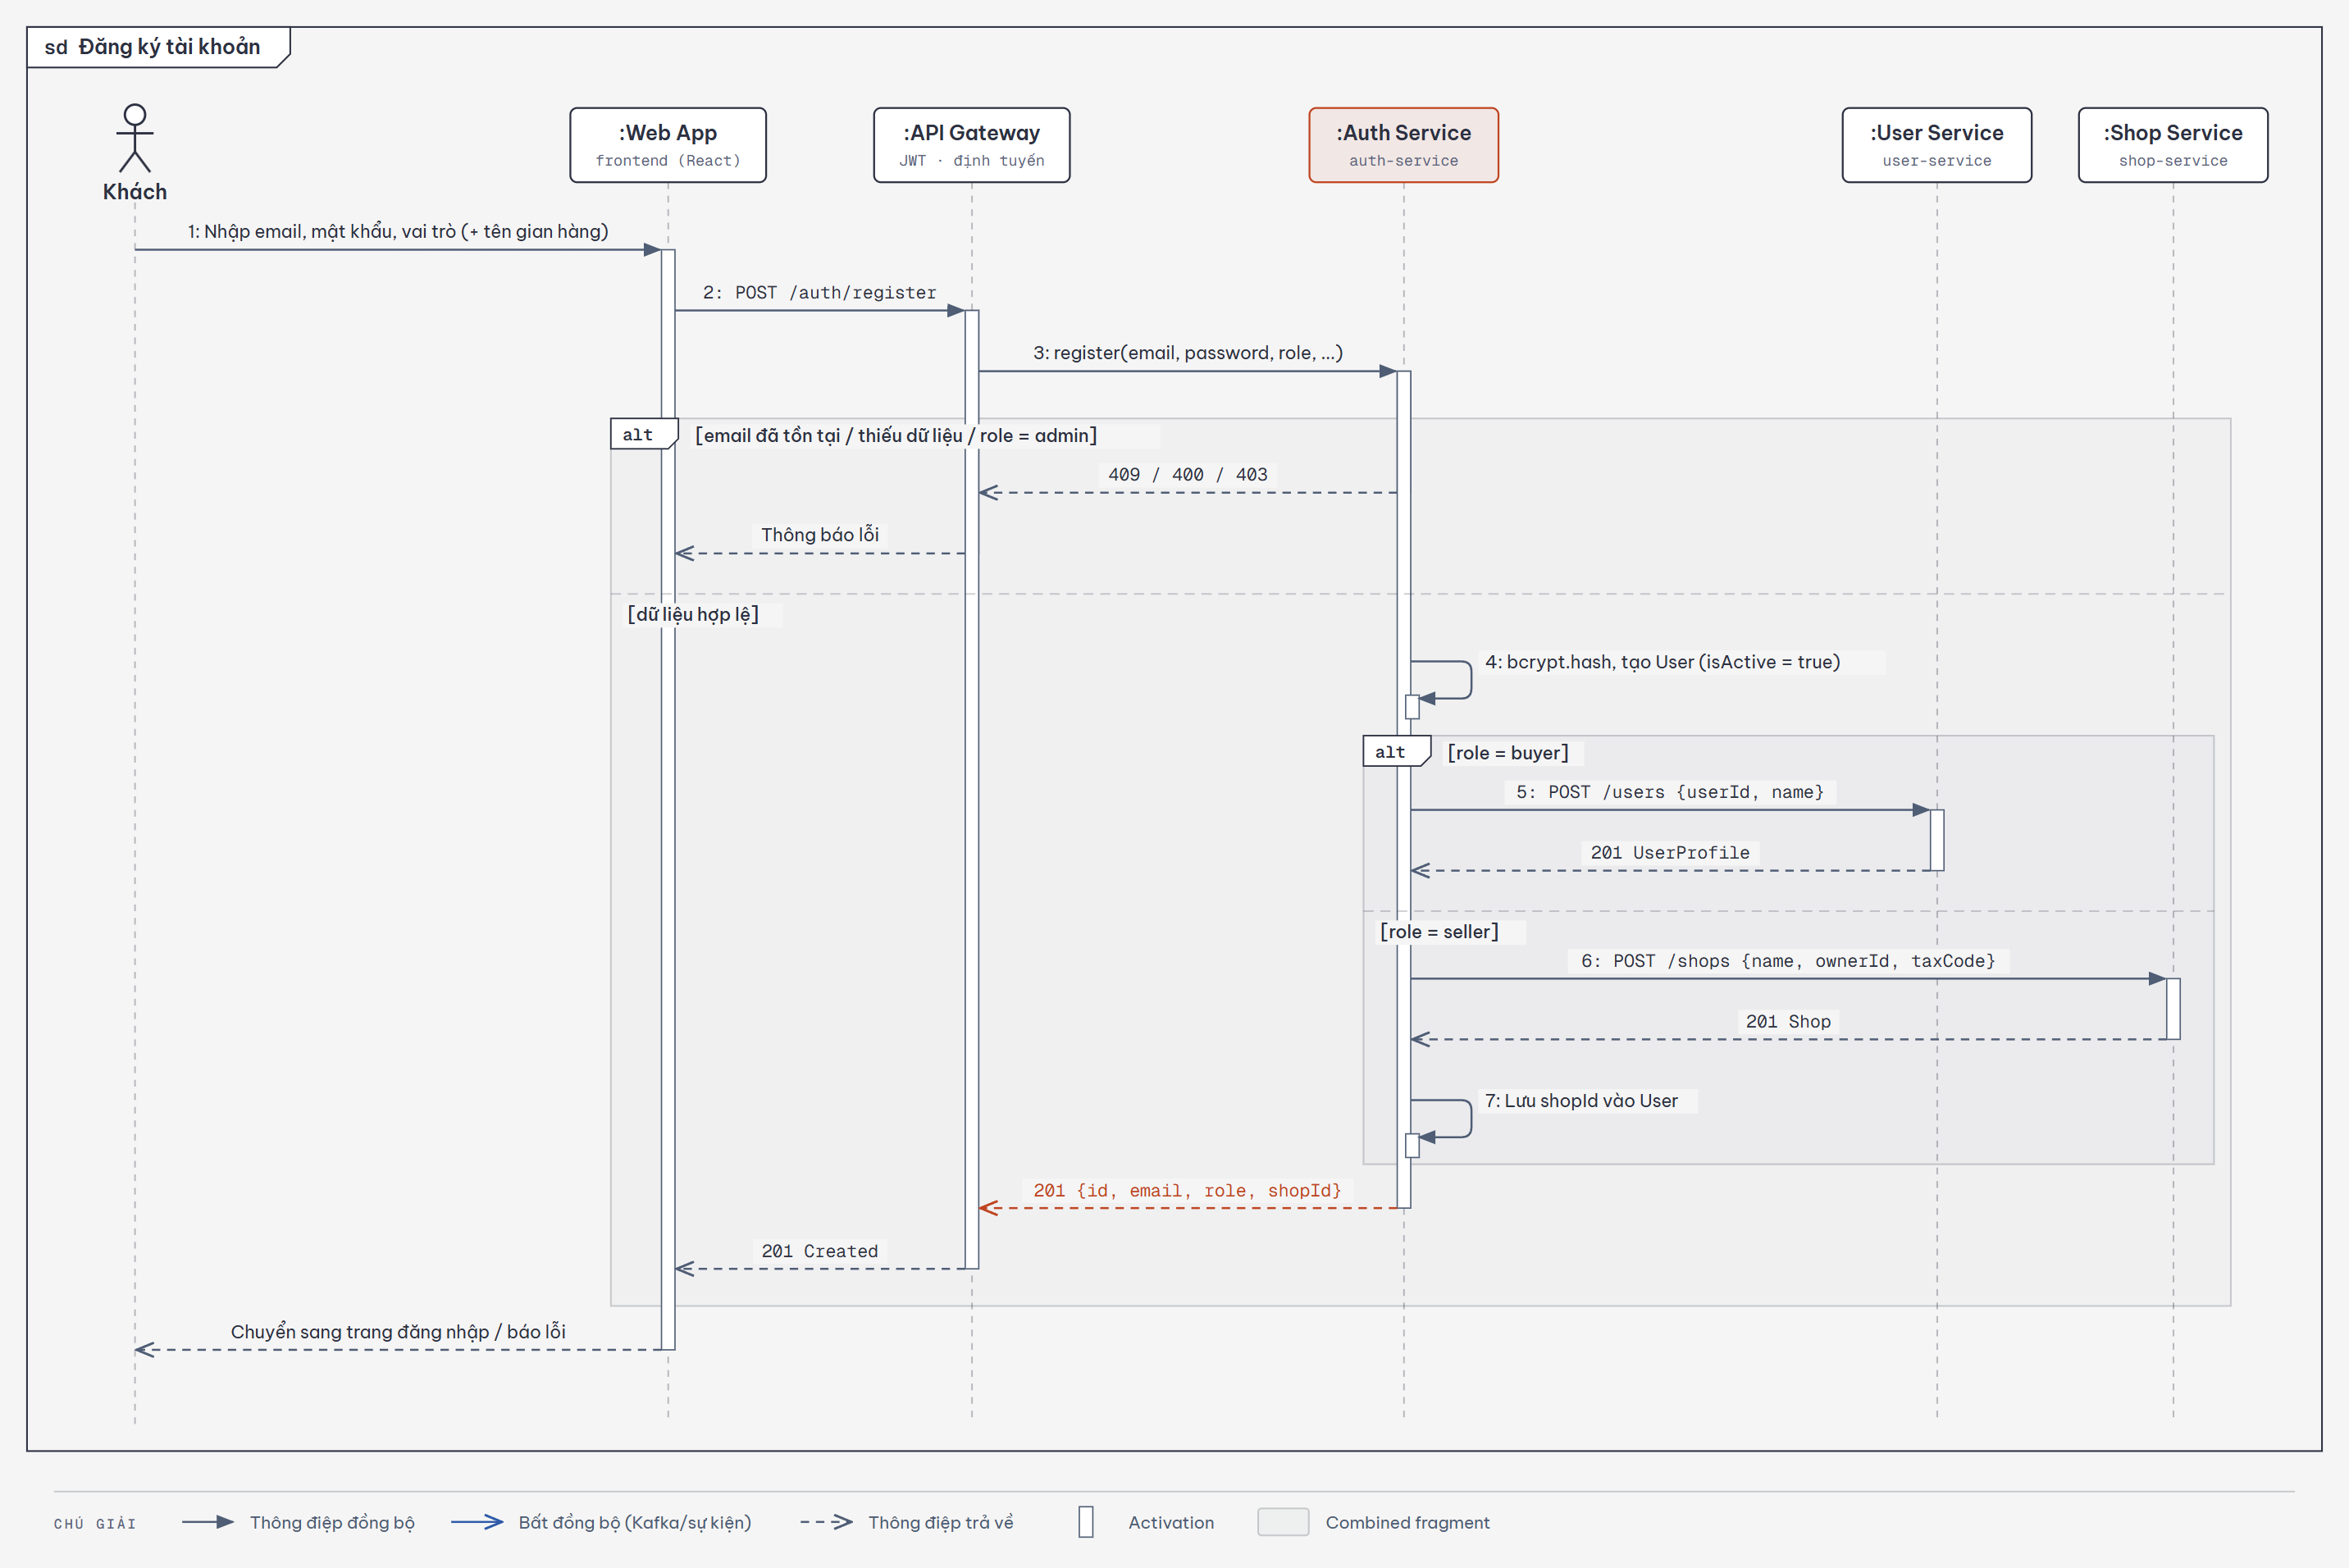 sd Đăng ký tài khoản
Khách
:Web App
frontend (React)
:API Gateway
JWT · định tuyến
:Auth Service
auth-service
:User Service
user-service
:Shop Service
shop-service
1: Nhập email, mật khẩu, vai trò (+ tên gian hàng)
2: POST /auth/register
3: register(email, password, role, ...)
alt [email đã tồn tại / thiếu dữ liệu / role = admin]
409 / 400 / 403
Thông báo lỗi
[dữ liệu hợp lệ]
4: bcrypt.hash, tạo User (isActive = true)
alt [role = buyer]
5: POST /users {userId, name}
201 UserProfile
[role = seller]
6: POST /shops {name, ownerId, taxCode}
201 Shop
7: Lưu shopId vào User
201 {id, email, role, shopId}
201 Created
Chuyển sang trang đăng nhập / báo lỗi
CHÚ GIẢI
Thông điệp đồng bộ
Bất đồng bộ (Kafka/sự kiện)
Thông điệp trả về
Activation
Combined fragment